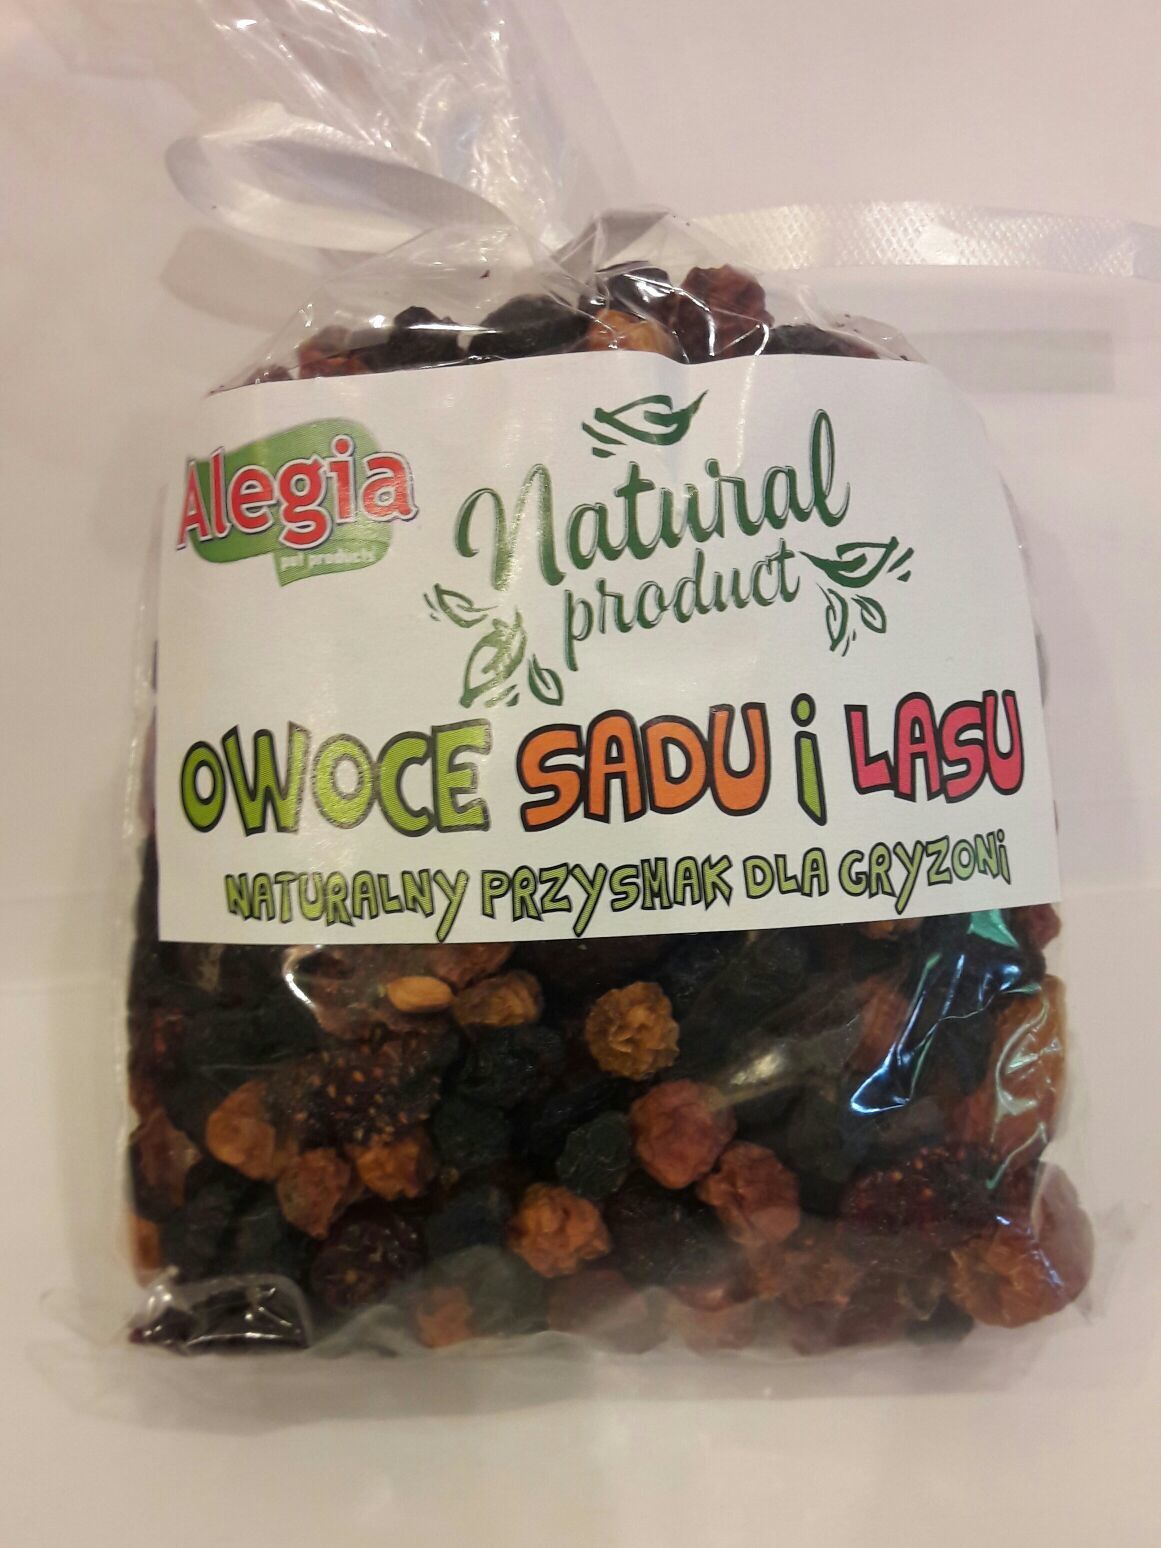 Alegia
pet products
Natural
product
OWOCE SADU i LASU
NATURALNY PRZYSMAK DLA GRYZONi